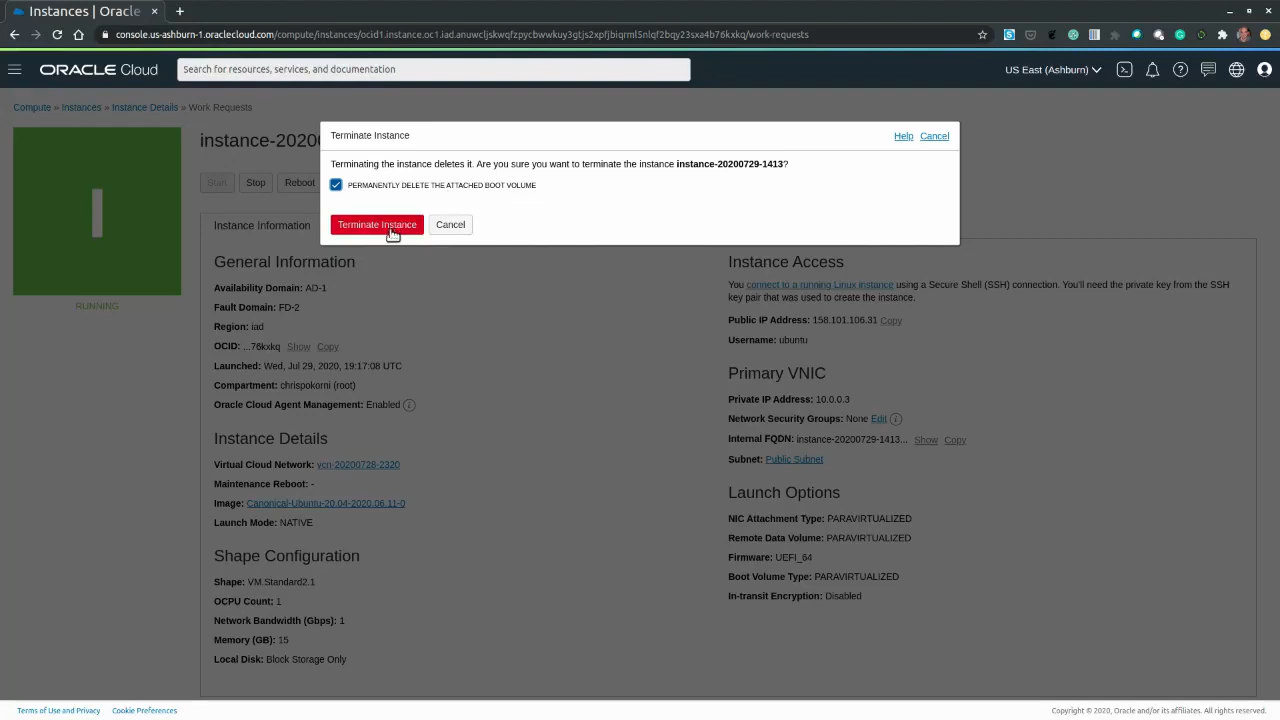 Instances | Oracle
console.us-ashburn-1.oraclecloud.com/compute/instances/ocid1.instance.oc1.iad.anuwcljskwqfzpycbwwkuy3gtjs2xpfjbiqrml5nlqf2bqy23sxa4b76kxkq/work-requests
ORACLE Cloud
Search for resources, services, and documentation
US East (Ashburn)
Compute » Instances » Instance Details » Work Requests
instance-2020
Start
Stop
Reboot
RUNNING
Terminate Instance
Help
Cancel
Terminating the instance deletes it. Are you sure you want to terminate the instance instance-20200729-1413?
PERMANENTLY DELETE THE ATTACHED BOOT VOLUME
Terminate Instance
Cancel
Instance Information
General Information
Availability Domain: AD-1
Fault Domain: FD-2
Region: iad
OCID: ...76kxkq Show Copy
Launched: Wed, Jul 29, 2020, 19:17:08 UTC
Compartment: chrispokorni (root)
Oracle Cloud Agent Management: Enabled
Instance Details
Virtual Cloud Network: vcn-20200728-2320
Maintenance Reboot: -
Image: Canonical-Ubuntu-20.04-2020.06.11-0
Launch Mode: NATIVE
Shape Configuration
Shape: VM.Standard2.1
OCPU Count: 1
Network Bandwidth (Gbps): 1
Memory (GB): 15
Local Disk: Block Storage Only
Instance Access
You connect to a running Linux instance using a Secure Shell (SSH) connection. You'll need the private key from the SSH
key pair that was used to create the instance.
Public IP Address: 158.101.106.31 Copy
Username: ubuntu
Primary VNIC
Private IP Address: 10.0.0.3
Network Security Groups: None Edit
Internal FQDN: instance-20200729-1413... Show Copy
Subnet: Public Subnet
Launch Options
NIC Attachment Type: PARAVIRTUALIZED
Remote Data Volume: PARAVIRTUALIZED
Firmware: UEFI_64
Boot Volume Type: PARAVIRTUALIZED
In-transit Encryption: Disabled
Terms of Use and Privacy
Cookie Preferences
Copyright © 2020, Oracle and/or its affiliates. All rights reserved.